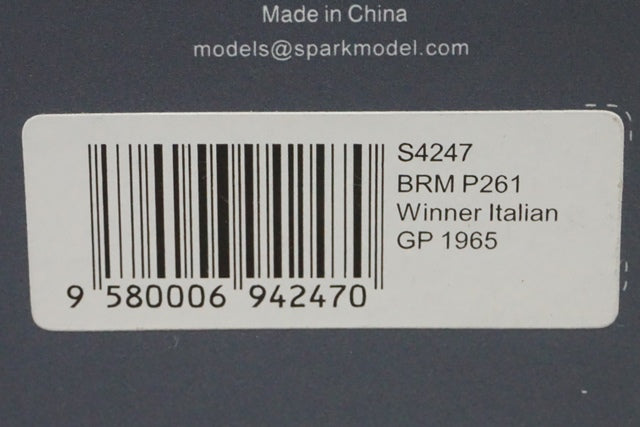 Made in China
models@sparkmodel.com
S4247
BRM P261
Winner Italian
GP 1965
9 580006 942470